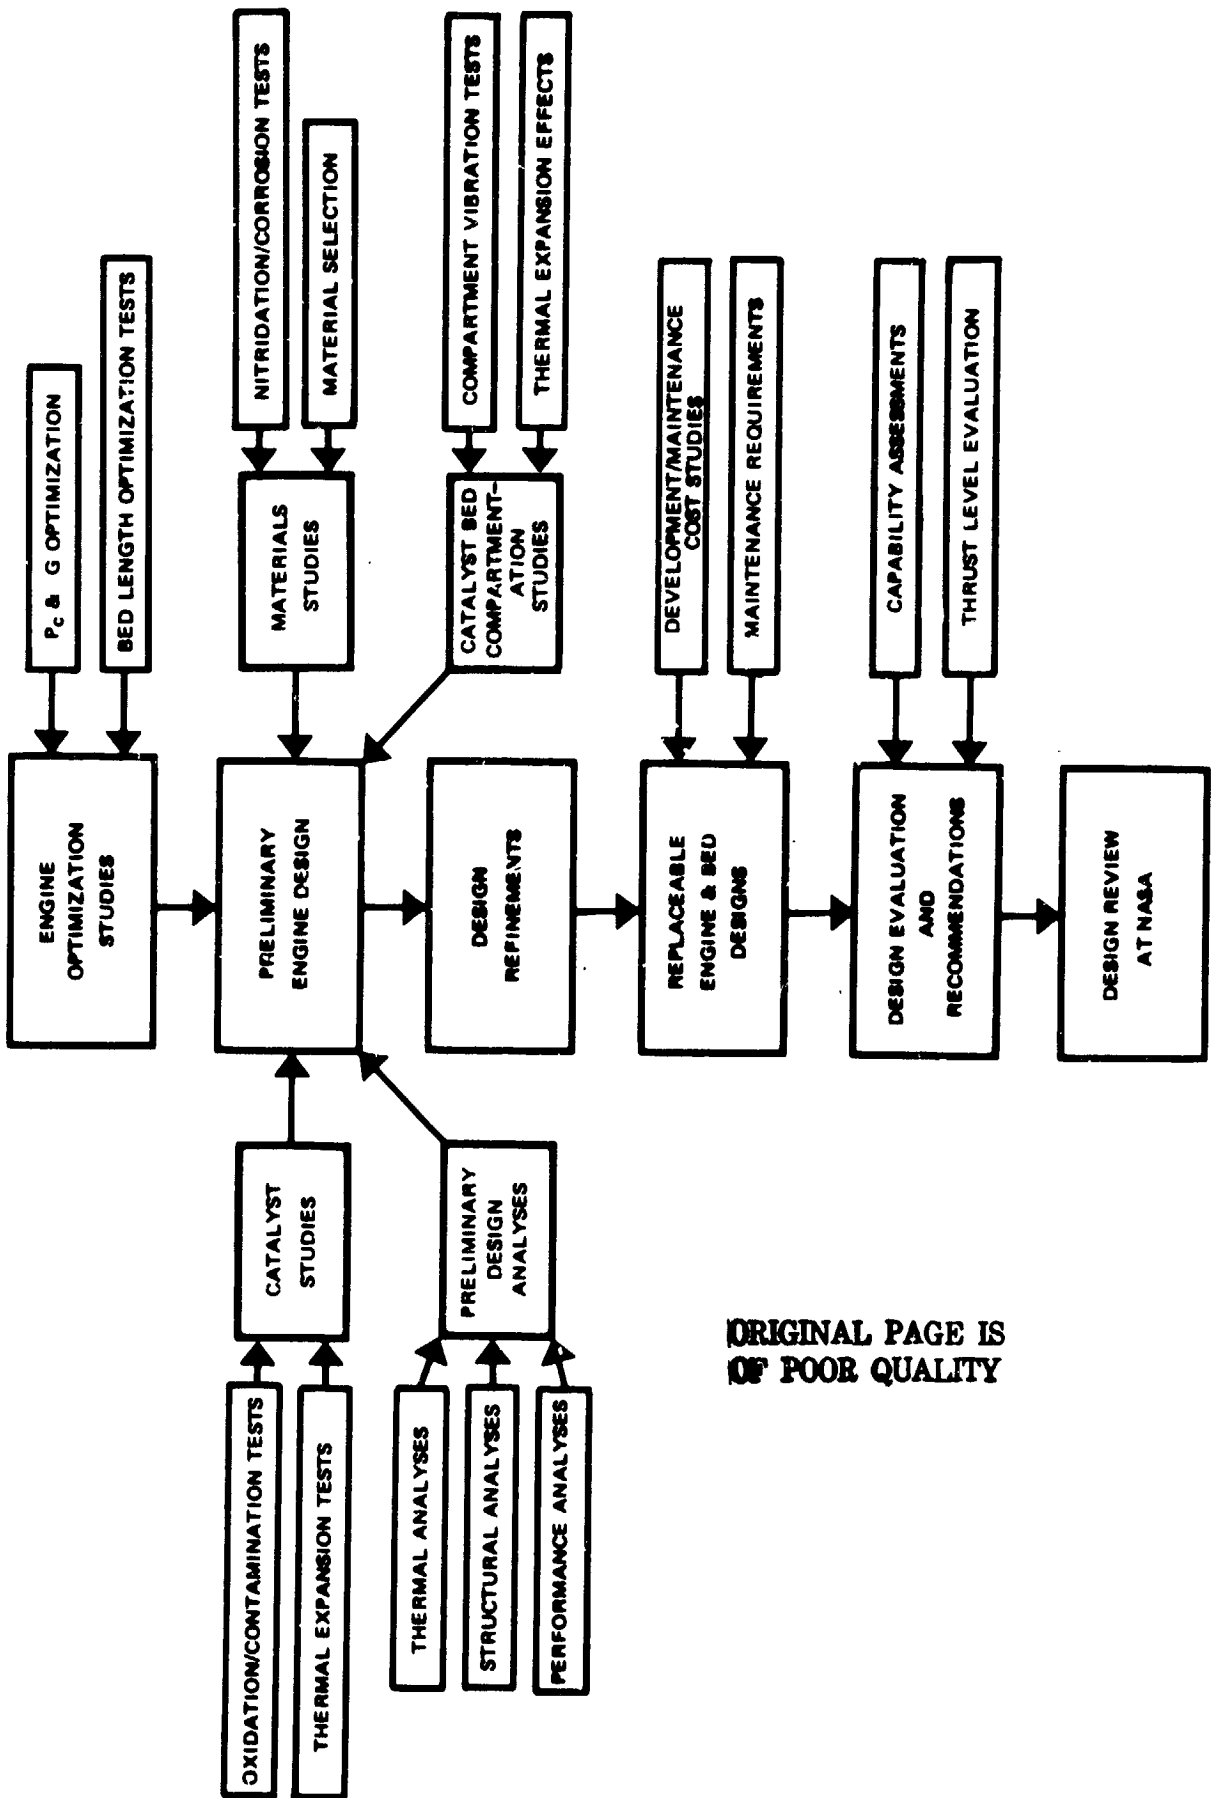 P_c & G OPTIMIZATION
BED LENGTH OPTIMIZATION TESTS
ENGINE
OPTIMIZATION
STUDIES
NITRIDATION/CORROSION TESTS
MATERIAL SELECTION
MATERIALS
STUDIES
COMPARTMENT VIBRATION TESTS
THERMAL EXPANSION EFFECTS
CATALYST BED
COMPARTMENT-
ATION
STUDIES
PRELIMINARY
ENGINE DESIGN
OXIDATION/CONTAMINATION TESTS
THERMAL EXPANSION TESTS
CATALYST
STUDIES
THERMAL ANALYSES
STRUCTURAL ANALYSES
PERFORMANCE ANALYSES
PRELIMINARY
DESIGN
ANALYSES
DESIGN
REFINEMENTS
DEVELOPMENT/MAINTENANCE
COST STUDIES
MAINTENANCE REQUIREMENTS
REPLACEABLE
ENGINE & BED
DESIGNS
CAPABILITY ASSESSMENTS
THRUST LEVEL EVALUATION
DESIGN EVALUATION
AND
RECOMMENDATIONS
DESIGN REVIEW
AT NASA
ORIGINAL PAGE IS
OF POOR QUALITY